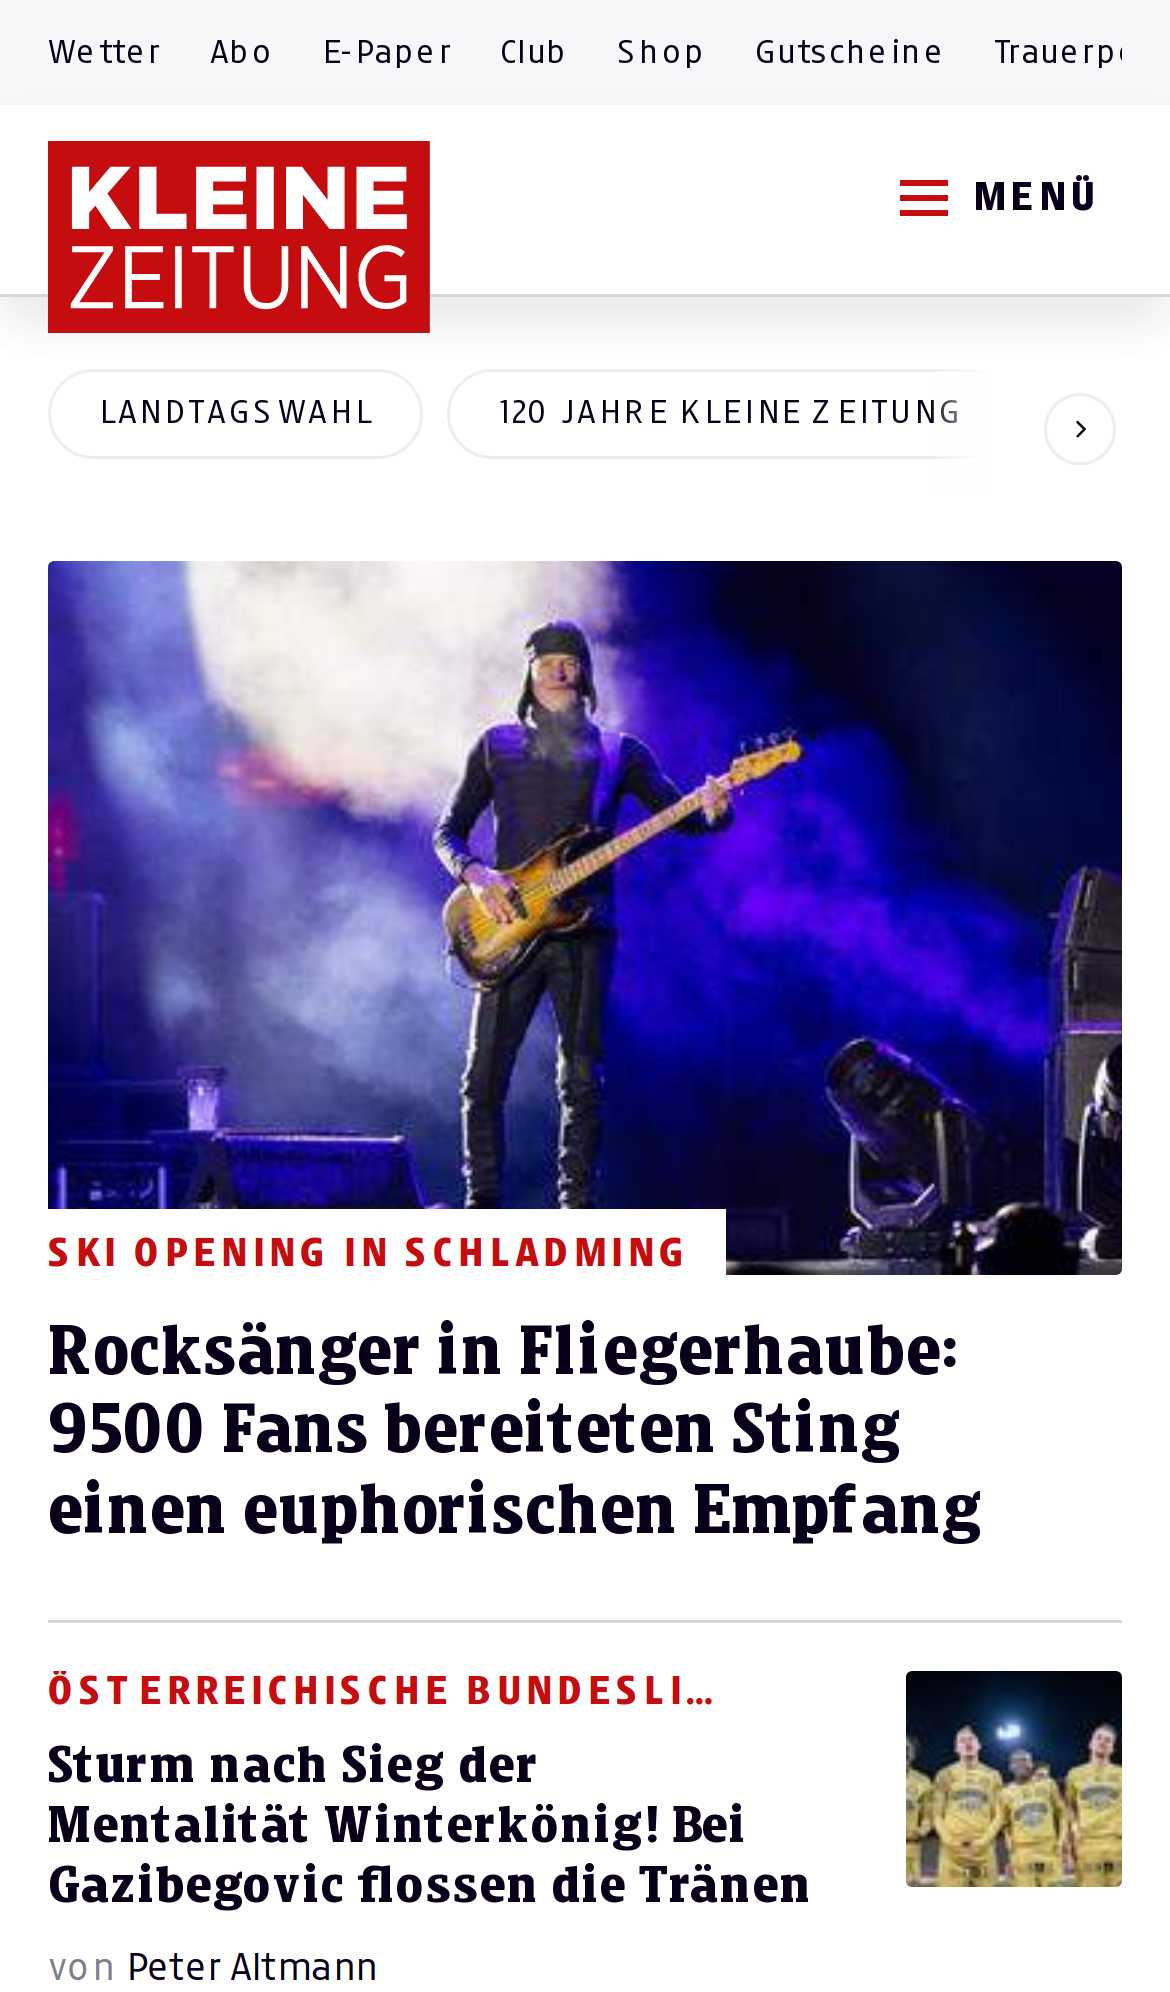 Wetter Abo E-Paper Club Shop Gutscheine
KLEINE
ZEITUNG
MENÜ
LANDTAGSWAHL 120 JAHRE KLEINE ZEITUNG
SKI OPENING IN SCHLADMING
Rocksänger in Fliegerhaube:
9500 Fans bereiteten Sting
einen euphorischen Empfang
ÖSTERREICHISCHE BUNDESLI…
Sturm nach Sieg der
Mentalität Winterkönig! Bei
Gazibegovic flossen die Tränen
von Peter Altmann